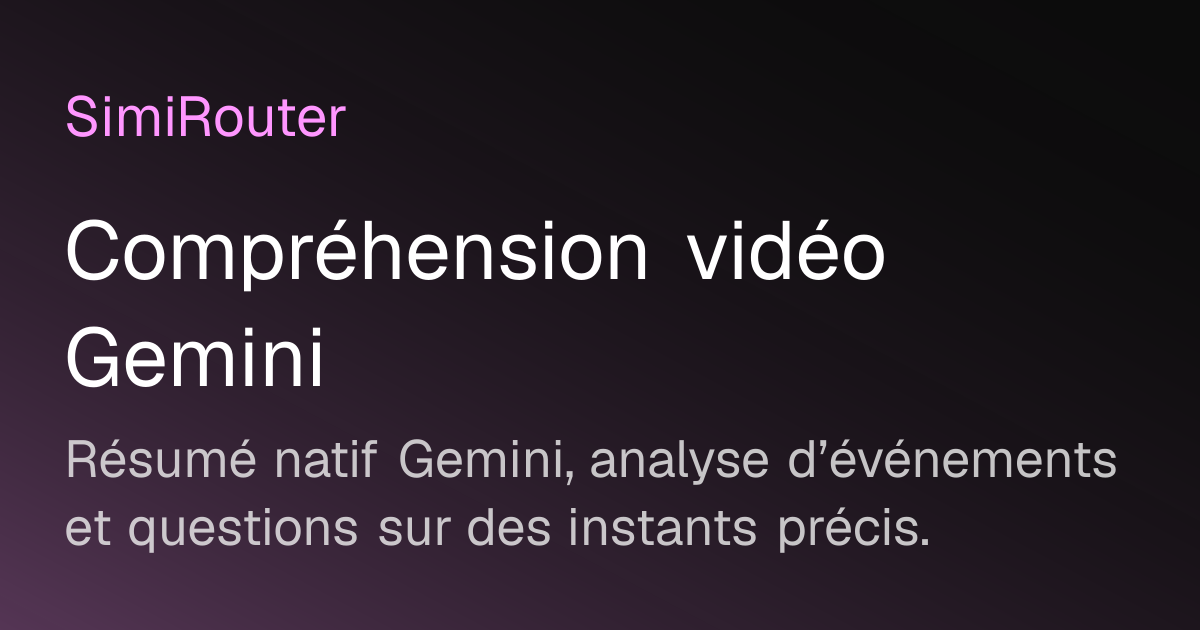 SimiRouter
Compréhension vidéo
Gemini
Résumé natif Gemini, analyse d’événements
et questions sur des instants précis.